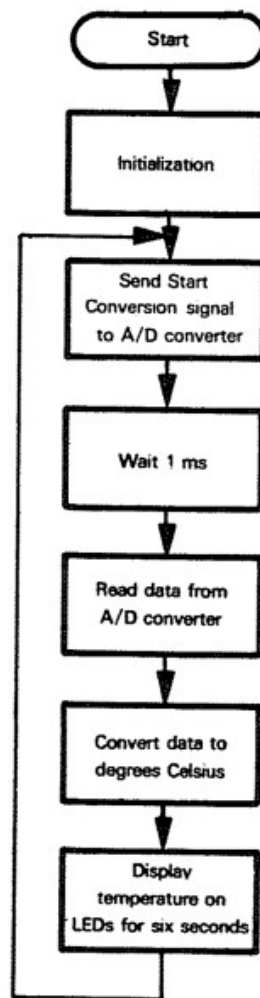 Start
Initialization
Send Start
Conversion signal
to A/D converter
Wait 1 ms
Read data from
A/D converter
Convert data to
degrees Celsius
Display
temperature on
LEDs for six seconds